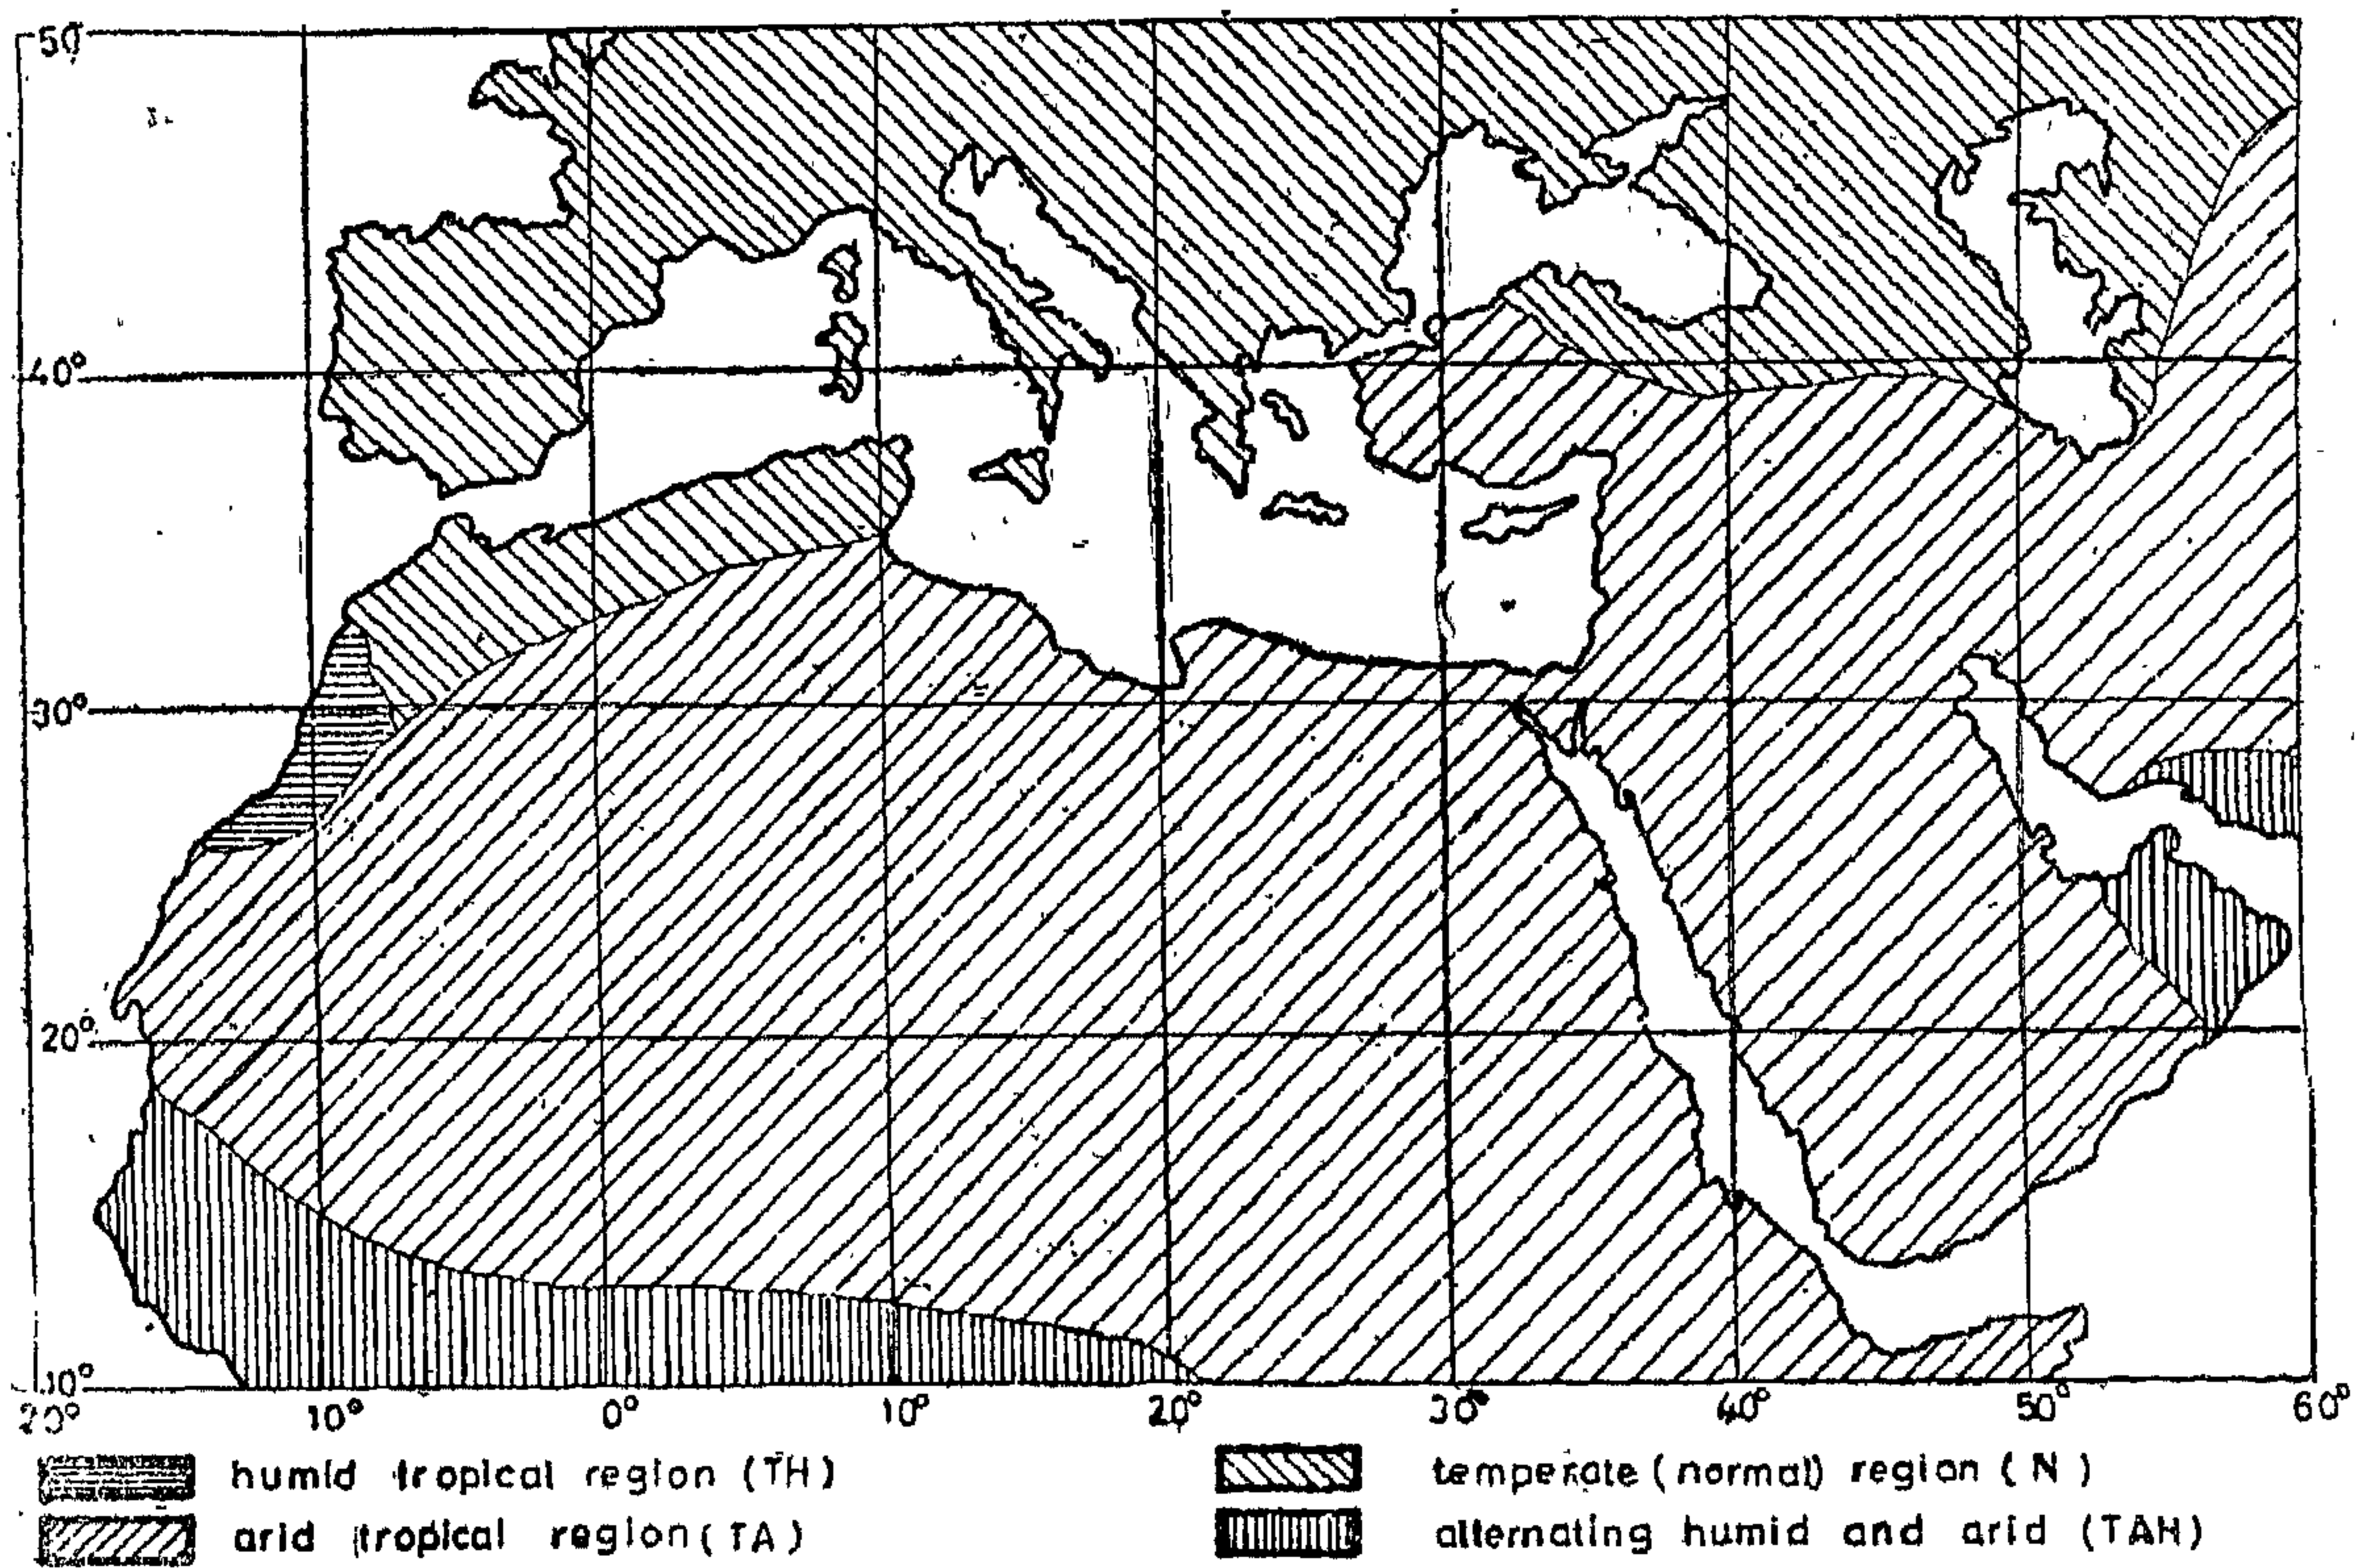 50
40°
30°
20°
10°
20° 10° 0° 10° 20° 30° 40° 50° 60°
humid tropical region (TH)
arid tropical region (TA)
temperate (normal) region (N)
alternating humid and arid (TAH)